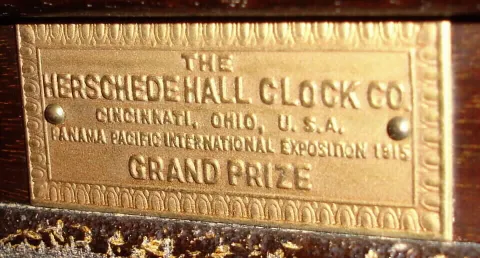 THE
HERSCHEDE HALL CLOCK CO.
CINCINNATI, OHIO, U.S.A.
PANAMA PACIFIC INTERNATIONAL EXPOSITION 1915
GRAND PRIZE